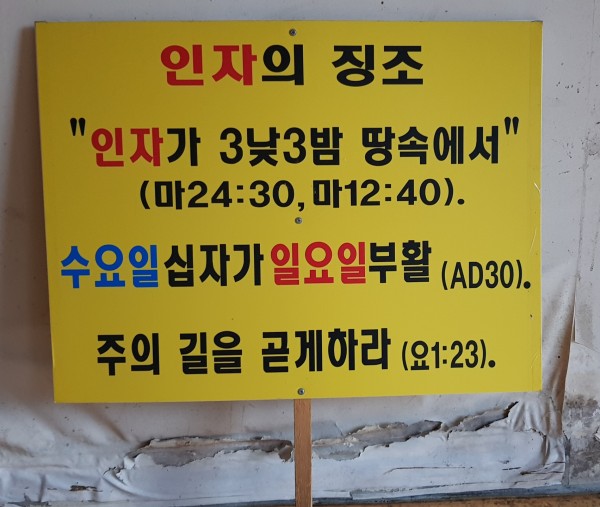 인자의 징조
"인자가 3낮3밤 땅속에서"
(마24:30, 마12:40).
수요일십자가일요일부활 (AD30).
주의 길을 곧게하라 (요1:23).